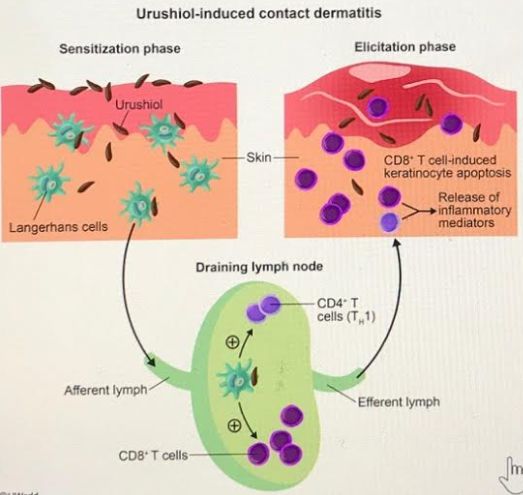 Urushiol-induced contact dermatitis
Sensitization phase
Elicitation phase
Urushiol
Skin
Langerhans cells
CD8⁺ T cell-induced
keratinocyte apoptosis
Release of
inflammatory
mediators
Draining lymph node
CD4⁺ T
cells (TH1)
Afferent lymph
Efferent lymph
CD8⁺ T cells